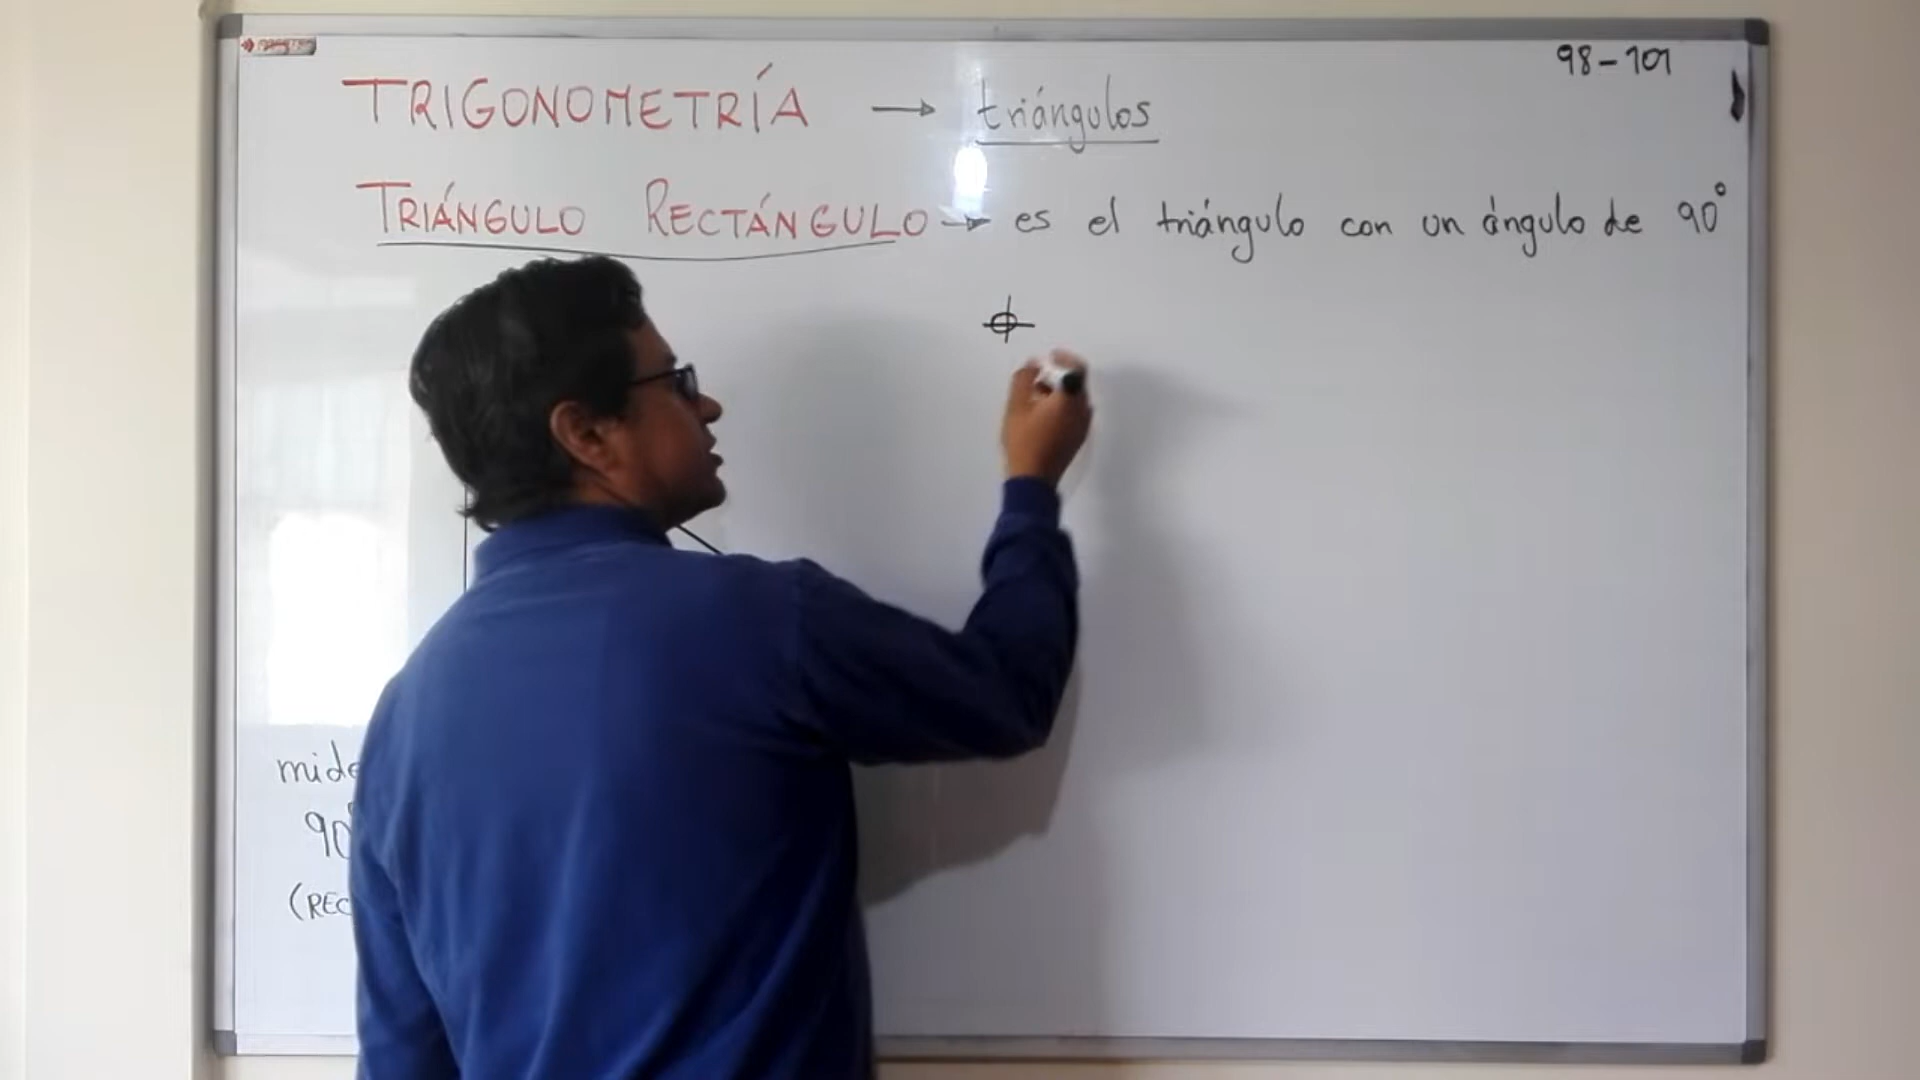 98-101
TRIGONOMETRÍA → triángulos
TRIÁNGULO RECTÁNGULO → es el triángulo con un ángulo de 90°
mide
90°
(REC